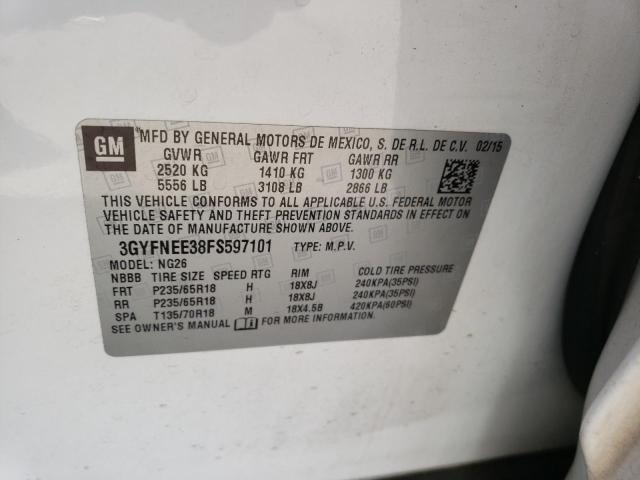 GM
*MFD BY GENERAL MOTORS DE MEXICO, S. DE R.L. DE C.V. 02/15
GVWR GAWR FRT GAWR RR
2520 KG 1410 KG 1300 KG
5556 LB 3108 LB 2866 LB
THIS VEHICLE CONFORMS TO ALL APPLICABLE U.S. FEDERAL MOTOR
VEHICLE SAFETY AND THEFT PREVENTION STANDARDS IN EFFECT ON
THE DATE OF MANUFACTURE SHOWN ABOVE.
3GYFNEE38FS597101 TYPE: M.P.V.
MODEL: NG26
NBBB TIRE SIZE SPEED RTG RIM COLD TIRE PRESSURE
FRT P235/65R18 H 18X8J 240KPA(35PSI)
RR P235/65R18 H 18X8J 240KPA(35PSI)
SPA T135/70R18 M 18X4.5B 420KPA(60PSI)
SEE OWNER'S MANUAL FOR MORE INFORMATION.